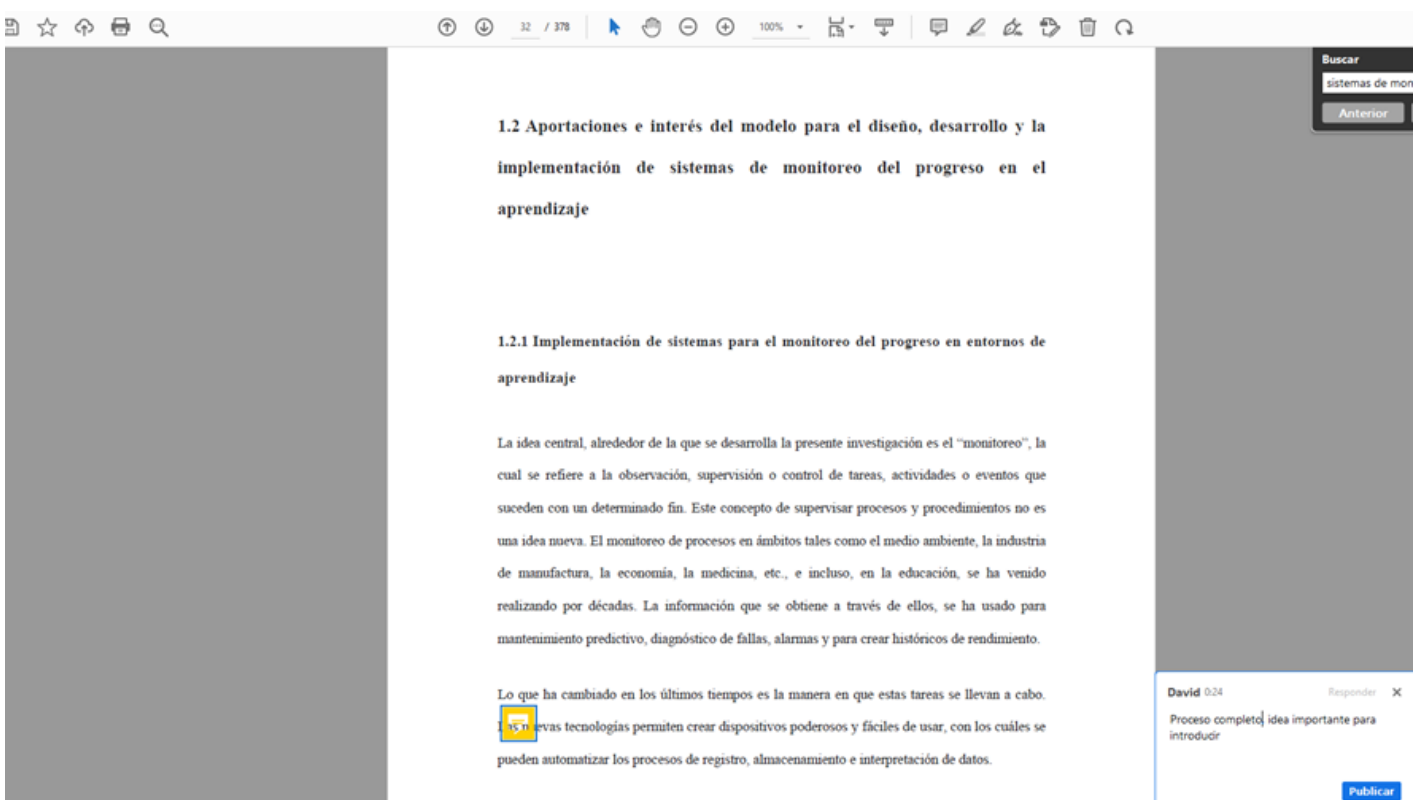 32 / 378
100%
Buscar
sistemas de mon
Anterior
1.2 Aportaciones e interés del modelo para el diseño, desarrollo y la
implementación de sistemas de monitoreo del progreso en el
aprendizaje
1.2.1 Implementación de sistemas para el monitoreo del progreso en entornos de
aprendizaje
La idea central, alrededor de la que se desarrolla la presente investigación es el “monitoreo”, la
cual se refiere a la observación, supervisión o control de tareas, actividades o eventos que
suceden con un determinado fin. Este concepto de supervisar procesos y procedimientos no es
una idea nueva. El monitoreo de procesos en ámbitos tales como el medio ambiente, la industria
de manufactura, la economía, la medicina, etc., e incluso, en la educación, se ha venido
realizando por décadas. La información que se obtiene a través de ellos, se ha usado para
mantenimiento predictivo, diagnóstico de fallas, alarmas y para crear históricos de rendimiento.
Lo que ha cambiado en los últimos tiempos es la manera en que estas tareas se llevan a cabo.
tecnologías permiten crear dispositivos poderosos y fáciles de usar, con los cuáles se
pueden automatizar los procesos de registro, almacenamiento e interpretación de datos.
David 0:24
Responder
Proceso completo, idea importante para
introducir
Publicar